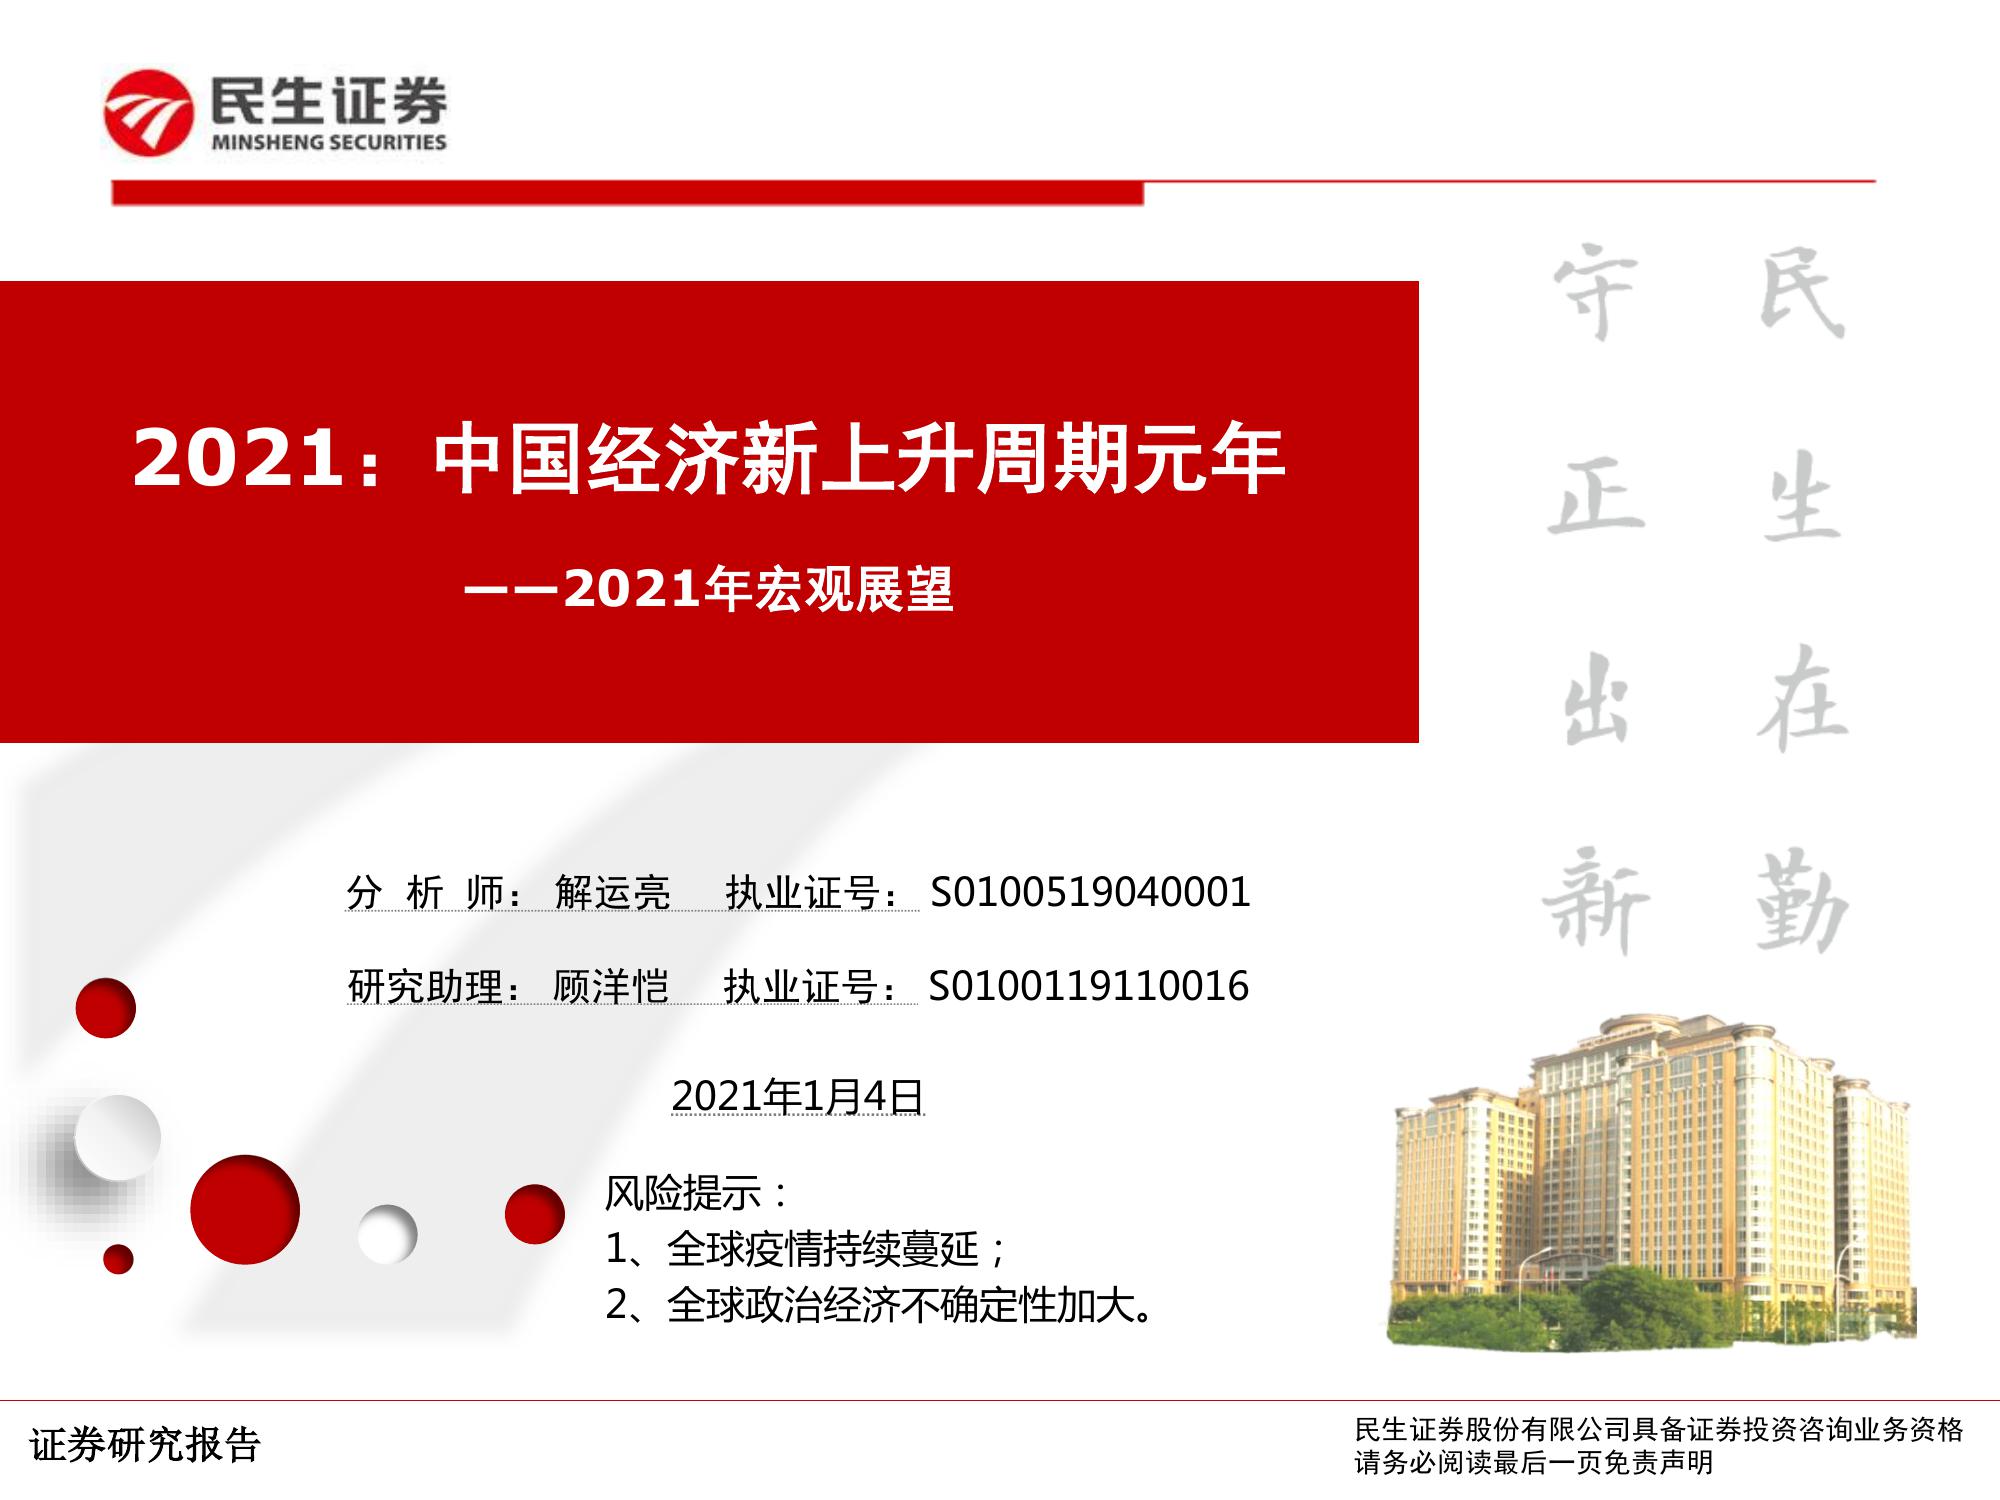 民生证券
MINSHENG SECURITIES
民生在勤
守正出新
2021：中国经济新上升周期元年
——2021年宏观展望
分 析 师： 解运亮 执业证号： S0100519040001
研究助理： 顾洋恺 执业证号： S0100119110016
2021年1月4日
风险提示：
1、全球疫情持续蔓延；
2、全球政治经济不确定性加大。
证券研究报告
民生证券股份有限公司具备证券投资咨询业务资格
请务必阅读最后一页免责声明